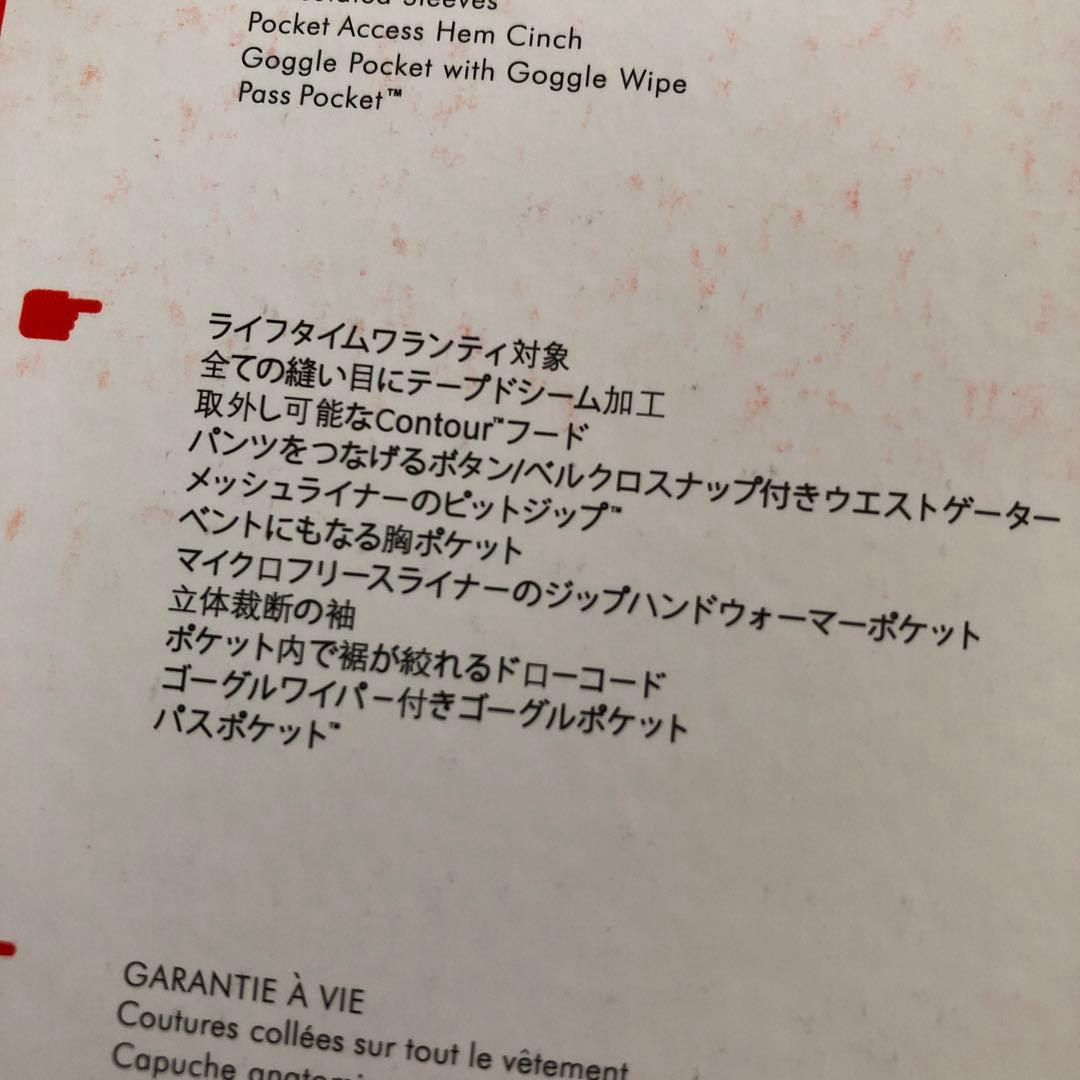 Sleeves
Pocket Access Hem Cinch
Goggle Pocket with Goggle Wipe
Pass Pocket™
ライフタイムワランティ対象
全ての縫い目にテープドシーム加工
取外し可能なContour™フード
パンツをつなげるボタン/ベルクロスナップ付きウエストゲーター
メッシュライナーのピットジップ™
ベントにもなる胸ポケット
マイクロフリースライナーのジップハンドウォーマーポケット
立体裁断の袖
ポケット内で裾が絞れるドローコード
ゴーグルワイパー付きゴーグルポケット
パスポケット™
GARANTIE À VIE
Coutures collées sur tout le vêtement
Capuche